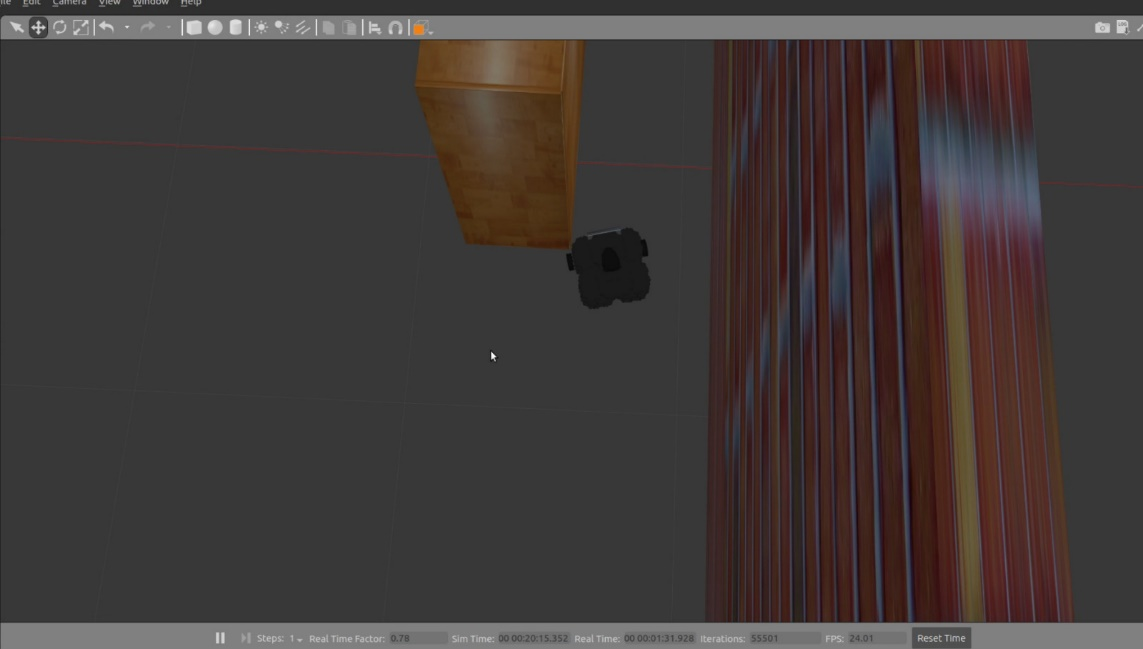 Edit Camera View Window Help
Steps: 1 Real Time Factor: 0.78 Sim Time: 00 00:20:15.352 Real Time: 00 00:01:31.928 Iterations: 55501 FPS: 24.01 Reset Time